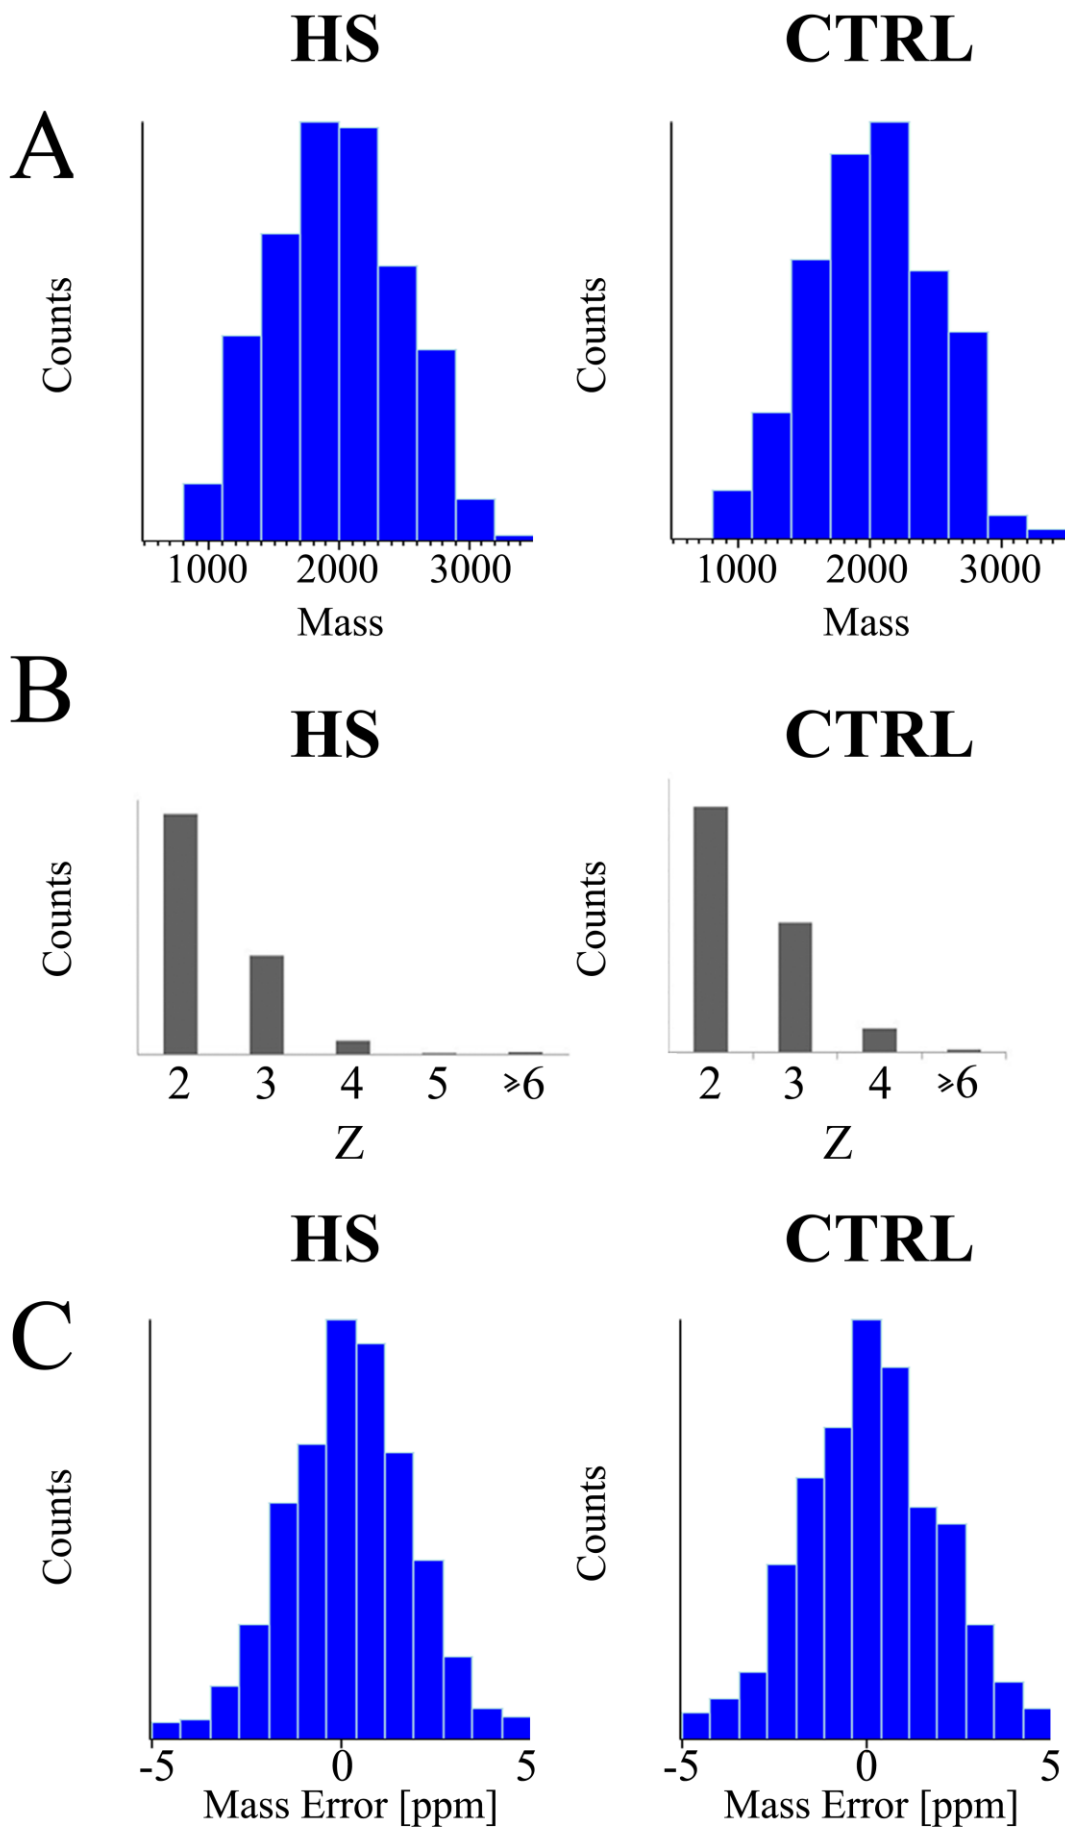 HS CTRL
A
Counts Counts
1000 2000 3000 1000 2000 3000
Mass Mass
B
HS CTRL
Counts Counts
2 3 4 5 ⩾6 2 3 4 ⩾6
Z Z
HS CTRL
C
Counts Counts
-5 0 5 -5 0 5
Mass Error [ppm] Mass Error [ppm]